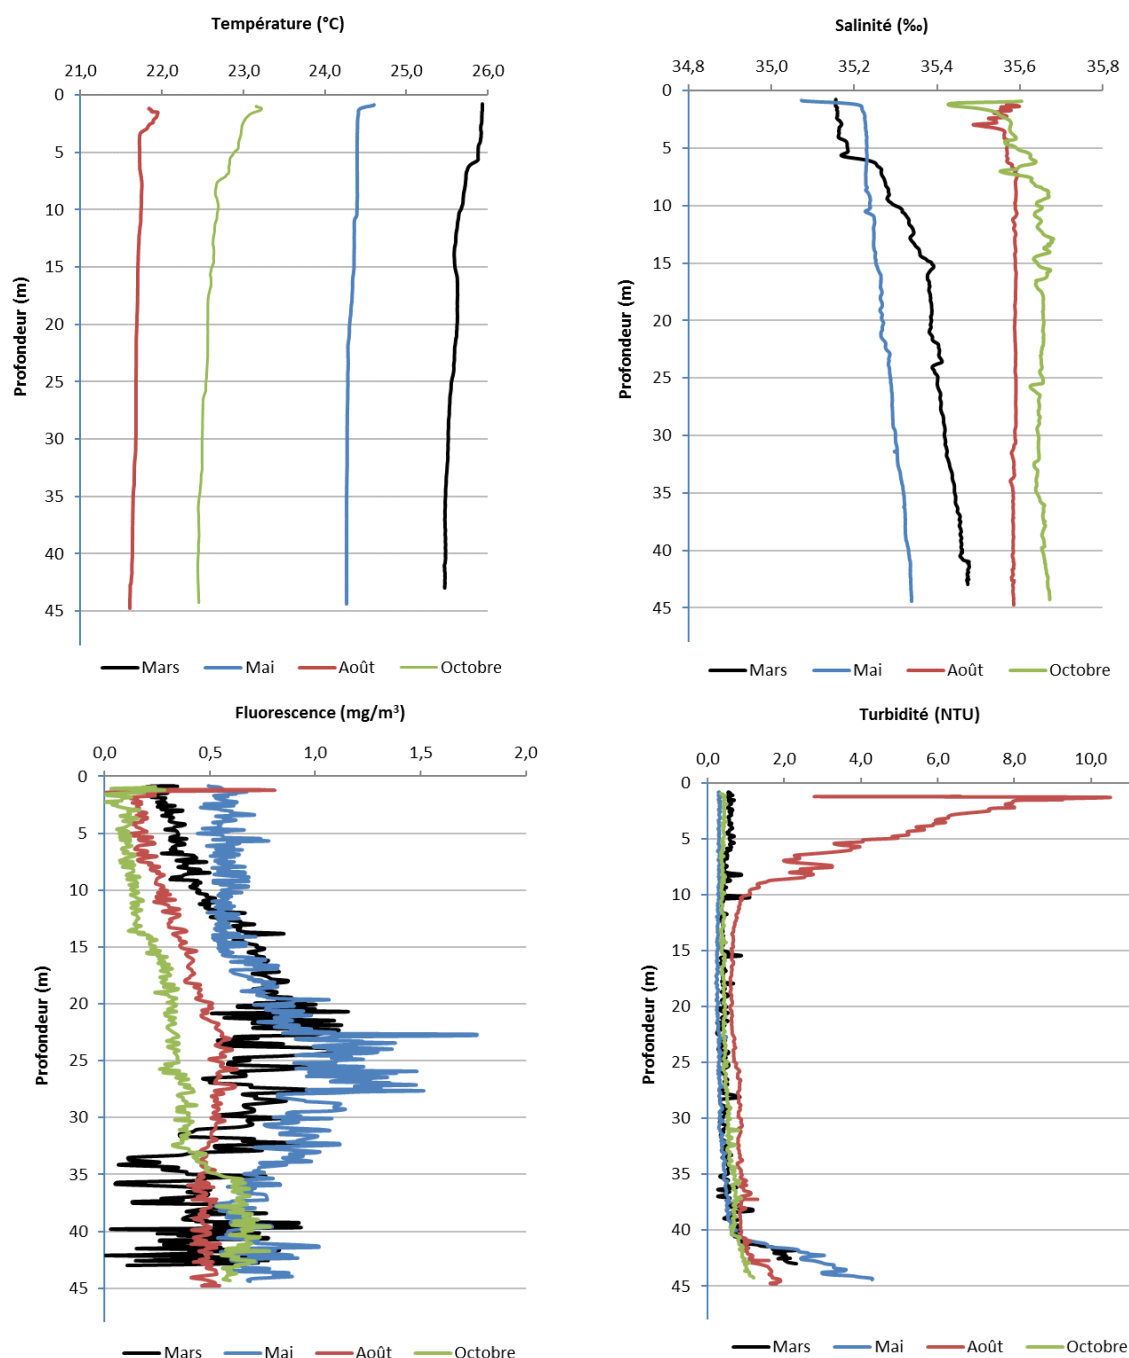 Température (°C)
21,0 22,0 23,0 24,0 25,0 26,0
0
5
10
15
20
25
30
35
40
45
Profondeur (m)
Mars Mai Août Octobre
Salinité (‰)
34,8 35,0 35,2 35,4 35,6 35,8
0
5
10
15
20
25
30
35
40
45
Profondeur (m)
Mars Mai Août Octobre
Fluorescence (mg/m³)
0,0 0,5 1,0 1,5 2,0
0
5
10
15
20
25
30
35
40
45
Profondeur (m)
Mars Mai Août Octobre
Turbidité (NTU)
0,0 2,0 4,0 6,0 8,0 10,0
0
5
10
15
20
25
30
35
40
45
Profondeur (m)
Mars Mai Août Octobre